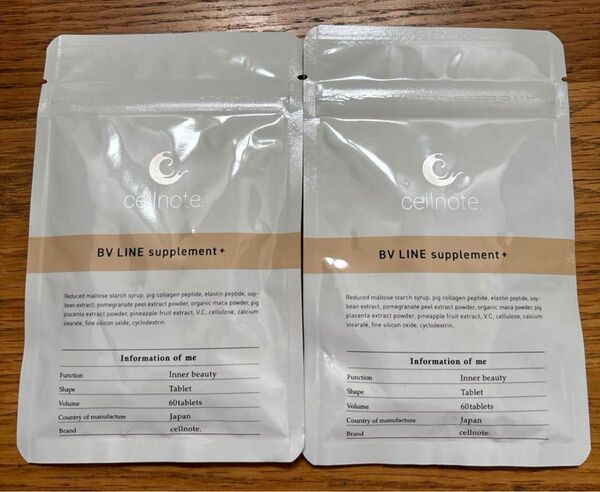 cellnote.
BV LINE supplement+
Reduced maltose starch syrup, pig collagen peptide, elastin peptide, soy-
bean extract, pomegranate peel extract powder, organic maca powder, pig
placenta extract powder, pineapple fruit extract, V.C, cellulose, calcium
stearate, fine silicon oxide, cyclodextrin.
Information of me
Function Inner beauty
Shape Tablet
Volume 60tablets
Country of manufacture Japan
Brand cellnote.
cellnote.
BV LINE supplement+
Reduced maltose starch syrup, pig collagen peptide, elastin peptide, soy-
bean extract, pomegranate peel extract powder, organic maca powder, pig
placenta extract powder, pineapple fruit extract, V.C, cellulose, calcium
stearate, fine silicon oxide, cyclodextrin.
Information of me
Function Inner beauty
Shape Tablet
Volume 60tablets
Country of manufacture Japan
Brand cellnote.